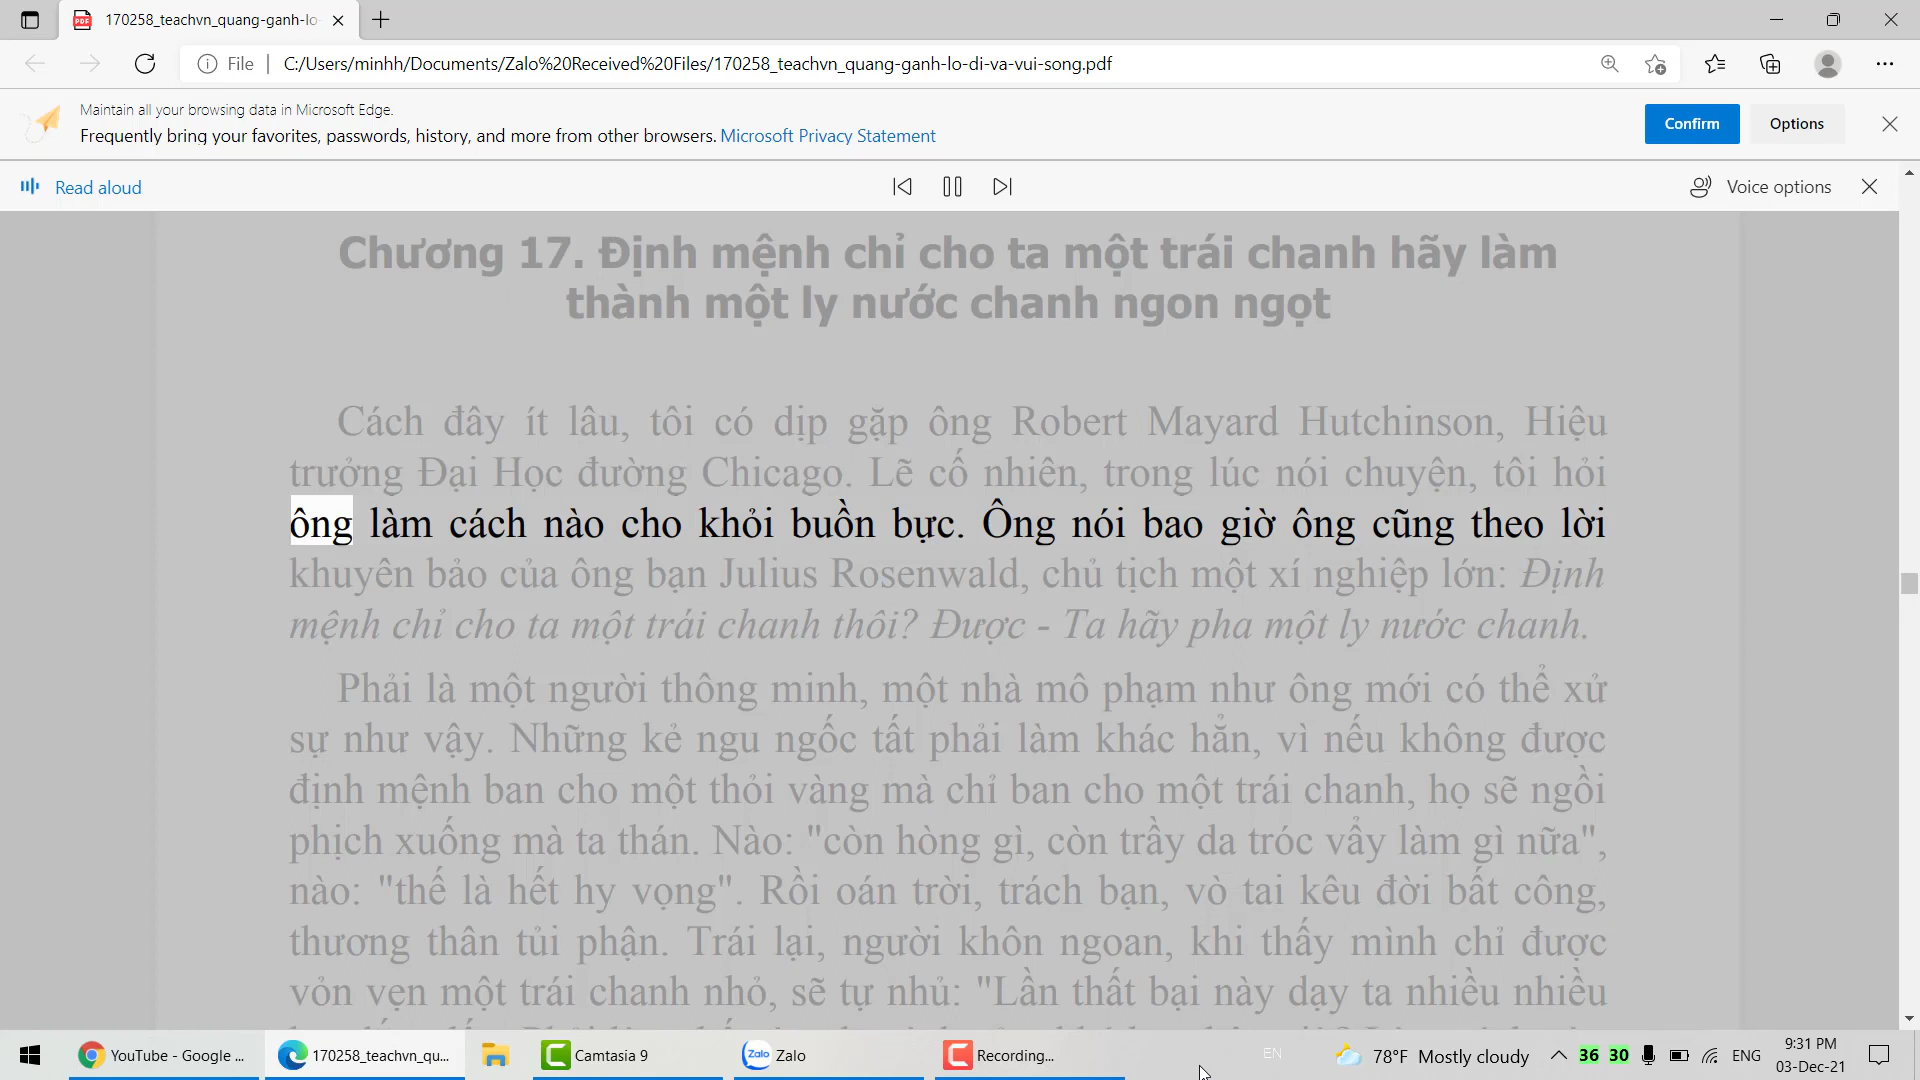 170258_teachvn_quang-ganh-lo
File
C:/Users/minhh/Documents/Zalo%20Received%20Files/170258_teachvn_quang-ganh-lo-di-va-vui-song.pdf
Maintain all your browsing data in Microsoft Edge.
Frequently bring your favorites, passwords, history, and more from other browsers. Microsoft Privacy Statement
Confirm
Options
Read aloud
Voice options
Chương 17. Định mệnh chỉ cho ta một trái chanh hãy làm
thành một ly nước chanh ngon ngọt
Cách đây ít lâu, tôi có dịp gặp ông Robert Mayard Hutchinson, Hiệu
trưởng Đại Học đường Chicago. Lẽ cố nhiên, trong lúc nói chuyện, tôi hỏi
ông làm cách nào cho khỏi buồn bực. Ông nói bao giờ ông cũng theo lời
khuyên bảo của ông bạn Julius Rosenwald, chủ tịch một xí nghiệp lớn: Định
mệnh chỉ cho ta một trái chanh thôi? Được - Ta hãy pha một ly nước chanh.
Phải là một người thông minh, một nhà mô phạm như ông mới có thể xử
sự như vậy. Những kẻ ngu ngốc tất phải làm khác hẳn, vì nếu không được
định mệnh ban cho một thỏi vàng mà chỉ ban cho một trái chanh, họ sẽ ngồi
phịch xuống mà ta thán. Nào: "còn hòng gì, còn trầy da tróc vẩy làm gì nữa",
nào: "thế là hết hy vọng". Rồi oán trời, trách bạn, vò tai kêu đời bất công,
thương thân tủi phận. Trái lại, người khôn ngoan, khi thấy mình chỉ được
vỏn vẹn một trái chanh nhỏ, sẽ tự nhủ: "Lần thất bại này dạy ta nhiều nhiều
YouTube - Google ...
170258_teachvn_qu...
Camtasia 9
Zalo
Zalo
Recording...
EN
78°F Mostly cloudy
36 30
ENG
9:31 PM
03-Dec-21